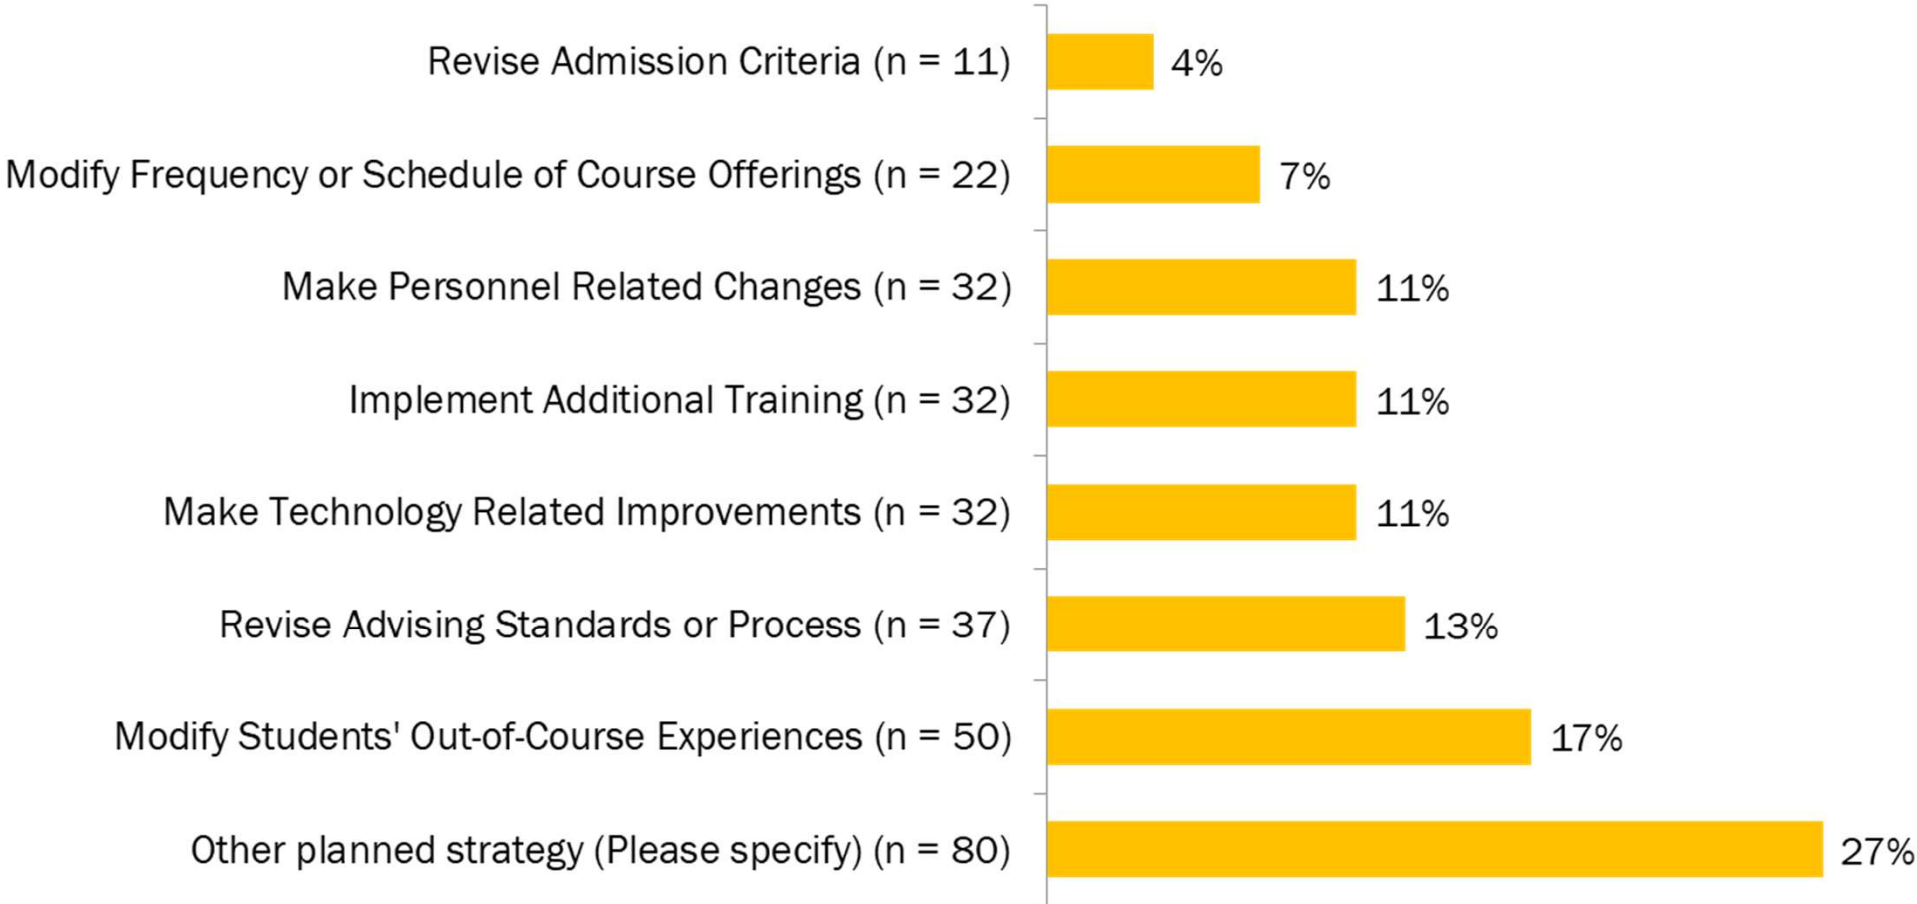 Revise Admission Criteria (n = 11) 4%
Modify Frequency or Schedule of Course Offerings (n = 22) 7%
Make Personnel Related Changes (n = 32) 11%
Implement Additional Training (n = 32) 11%
Make Technology Related Improvements (n = 32) 11%
Revise Advising Standards or Process (n = 37) 13%
Modify Students' Out-of-Course Experiences (n = 50) 17%
Other planned strategy (Please specify) (n = 80) 27%